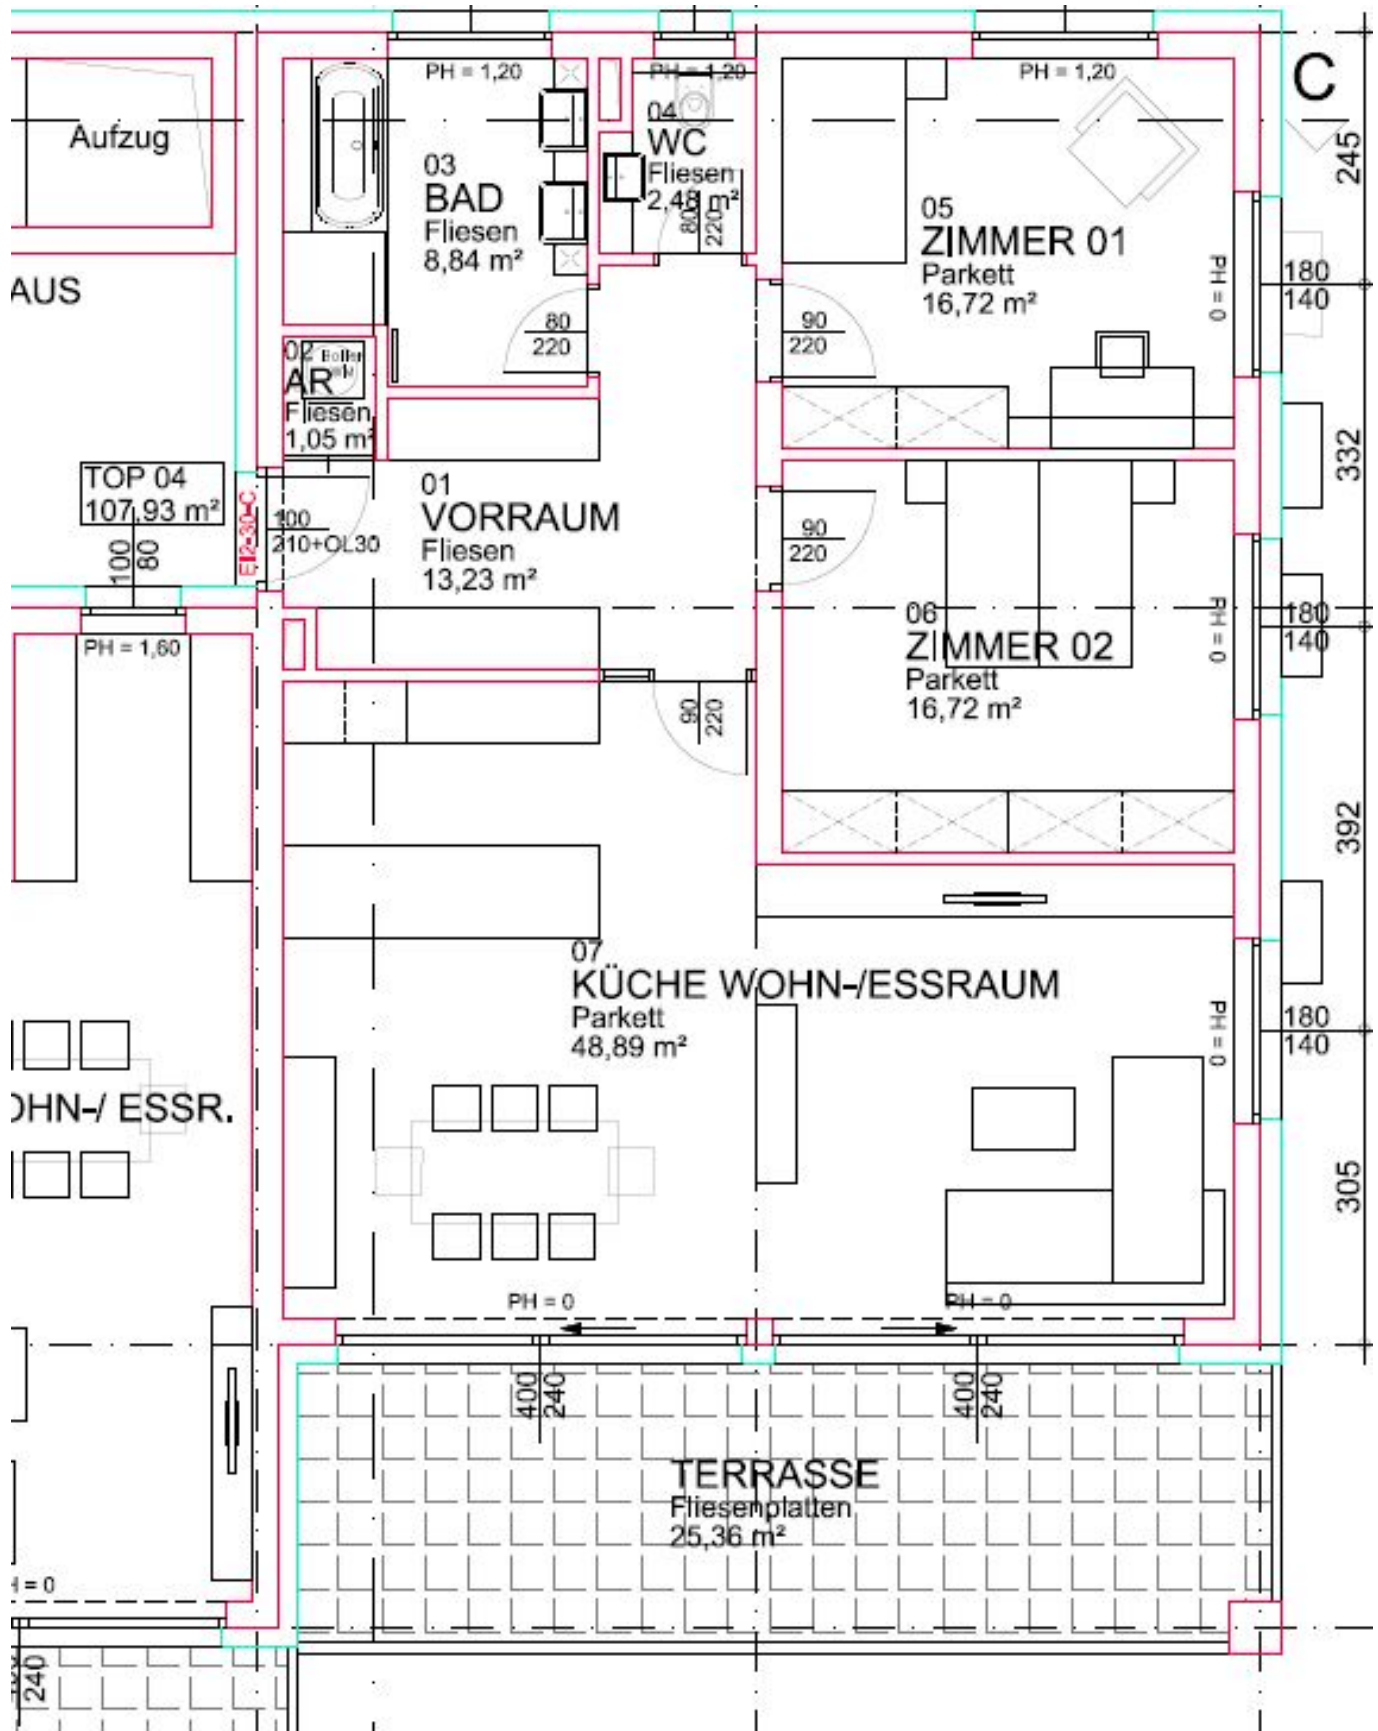 C
PH = 1,20
PH = 1,20
PH = 1,20
Aufzug
03
BAD
Fliesen
8,84 m²
04
WC
Fliesen
2,48 m²
80
220
05
ZIMMER 01
Parkett
16,72 m²
PH = 0
180
140
245
AUS
80
220
90
220
02
Boiler
AR
Fliesen
1,05 m²
332
TOP 04
107,93 m²
100
80
EI2-30-C
100
210+OL30
01
VORRAUM
Fliesen
13,23 m²
90
220
06
ZIMMER 02
Parkett
16,72 m²
PH = 0
180
140
PH = 1,60
90
220
392
07
KÜCHE WOHN-/ESSRAUM
Parkett
48,89 m²
PH = 0
180
140
OHN-/ ESSR.
305
PH = 0
PH = 0
400
240
400
240
TERRASSE
Fliesenplatten
25,36 m²
H = 0
240